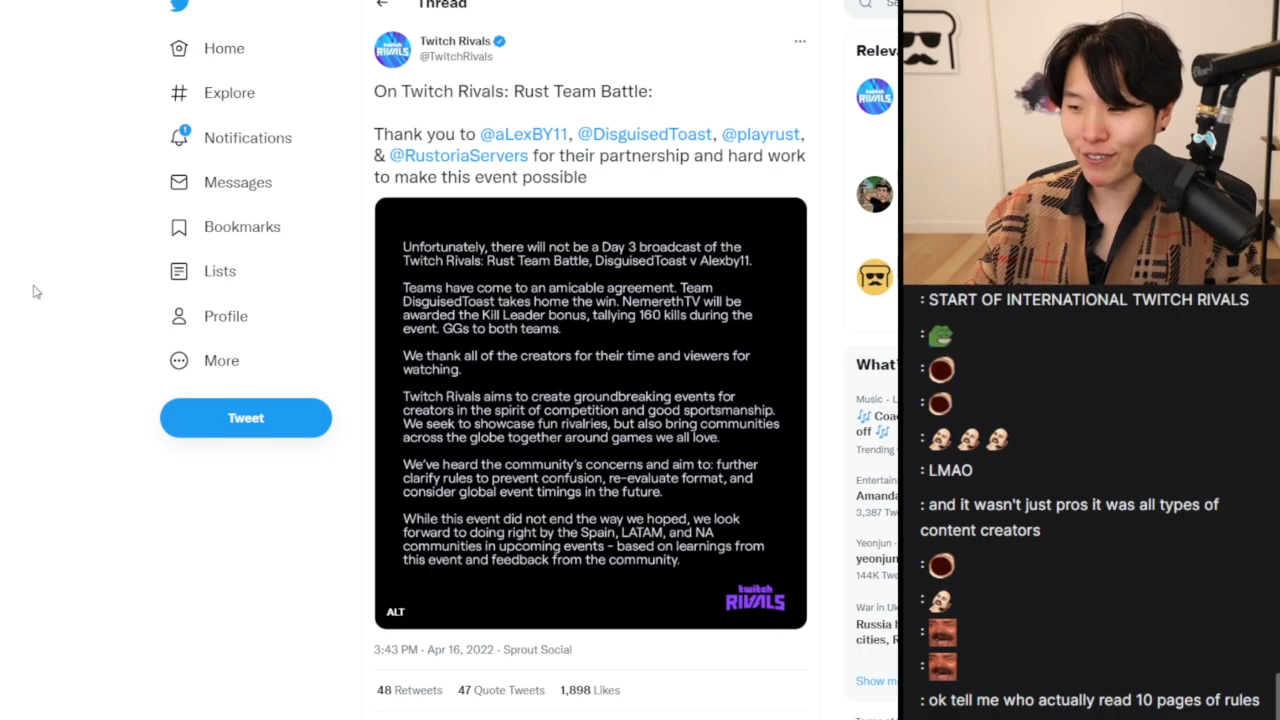 Thread
Se
Home
Explore
1
Notifications
Messages
Bookmarks
Lists
Profile
More
Tweet
twitch
RIVALS
Twitch Rivals
@TwitchRivals
On Twitch Rivals: Rust Team Battle:
Thank you to @aLexBY11, @DisguisedToast, @playrust,
& @RustoriaServers for their partnership and hard work
to make this event possible
Unfortunately, there will not be a Day 3 broadcast of the
Twitch Rivals: Rust Team Battle, DisguisedToast v Alexby11.
Teams have come to an amicable agreement. Team
DisguisedToast takes home the win. NemerethTV will be
awarded the Kill Leader bonus, tallying 160 kills during the
event. GGs to both teams.
We thank all of the creators for their time and viewers for
watching.
Twitch Rivals aims to create groundbreaking events for
creators in the spirit of competition and good sportsmanship.
We seek to showcase fun rivalries, but also bring communities
across the globe together around games we all love.
We've heard the community's concerns and aim to: further
clarify rules to prevent confusion, re-evaluate format, and
consider global event timings in the future.
While this event did not end the way we hoped, we look
forward to doing right by the Spain, LATAM, and NA
communities in upcoming events - based on learnings from
this event and feedback from the community.
twitch
RIVALS
ALT
3:43 PM · Apr 16, 2022 · Sprout Social
48 Retweets 47 Quote Tweets 1,898 Likes
Relev
RIVALS
What'
Music · L
Coa
off
Trending
Entertain
Amanda
3,387 Twe
Yeonjun ·
yeonjun
144K Twe
War in Uk
Russia h
cities, R
Show m
: START OF INTERNATIONAL TWITCH RIVALS
:
:
:
:
: LMAO
: and it wasn't just pros it was all types of
content creators
:
:
:
:
: ok tell me who actually read 10 pages of rules